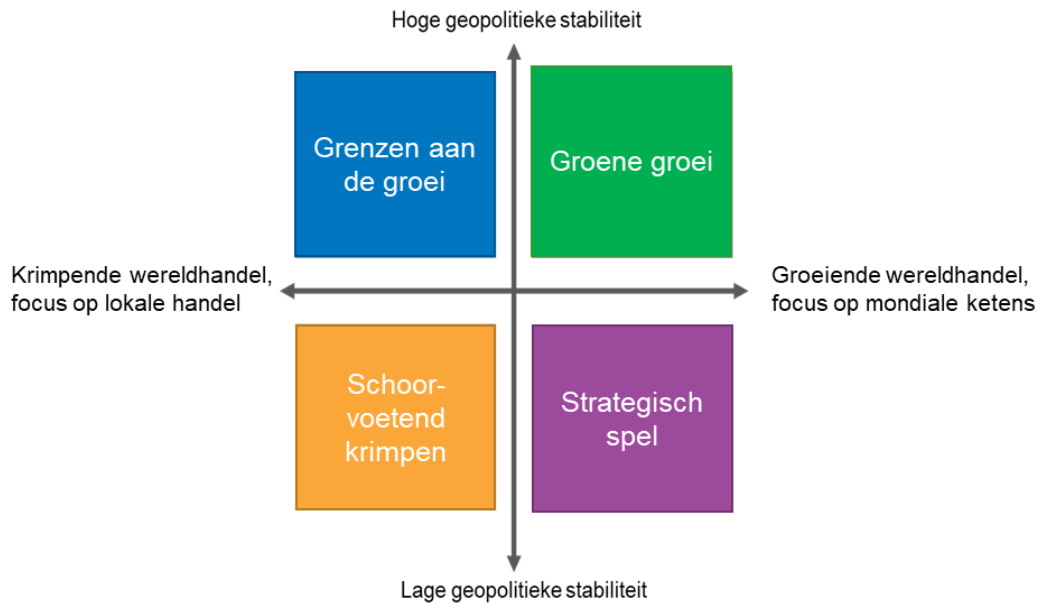 Hoge geopolitieke stabiliteit
Grenzen aan
de groei
Groene groei
Krimpende wereldhandel,
focus op lokale handel
Groeiende wereldhandel,
focus op mondiale ketens
Schoor-
voetend
krimpen
Strategisch
spel
Lage geopolitieke stabiliteit